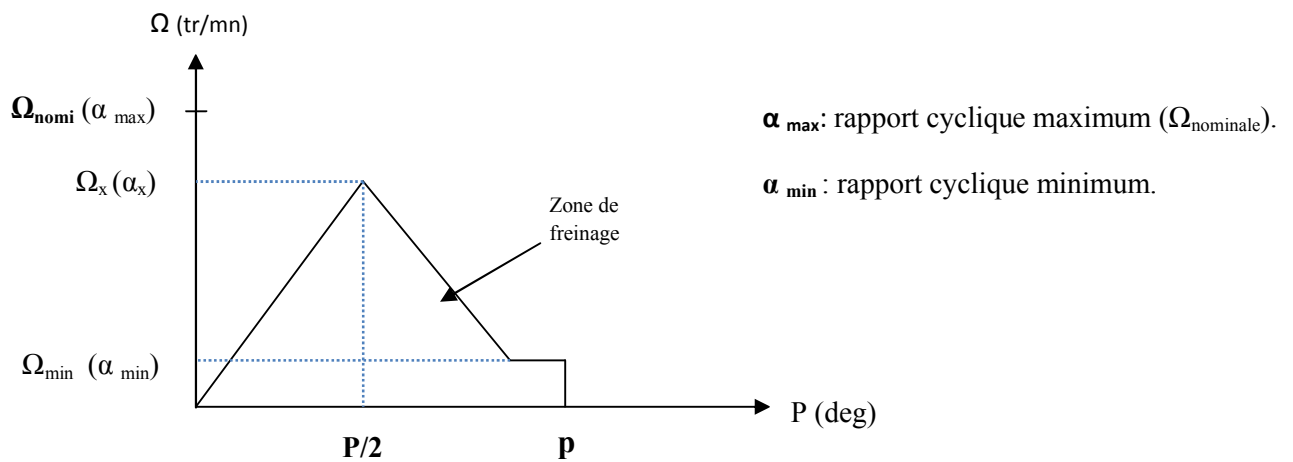 Ω (tr/mn)
Ωnomi (α max)
α max: rapport cyclique maximum (Ωnominale).
Ωx (αx)
α min : rapport cyclique minimum.
Zone de
freinage
Ωmin (α min)
P (deg)
P/2
p